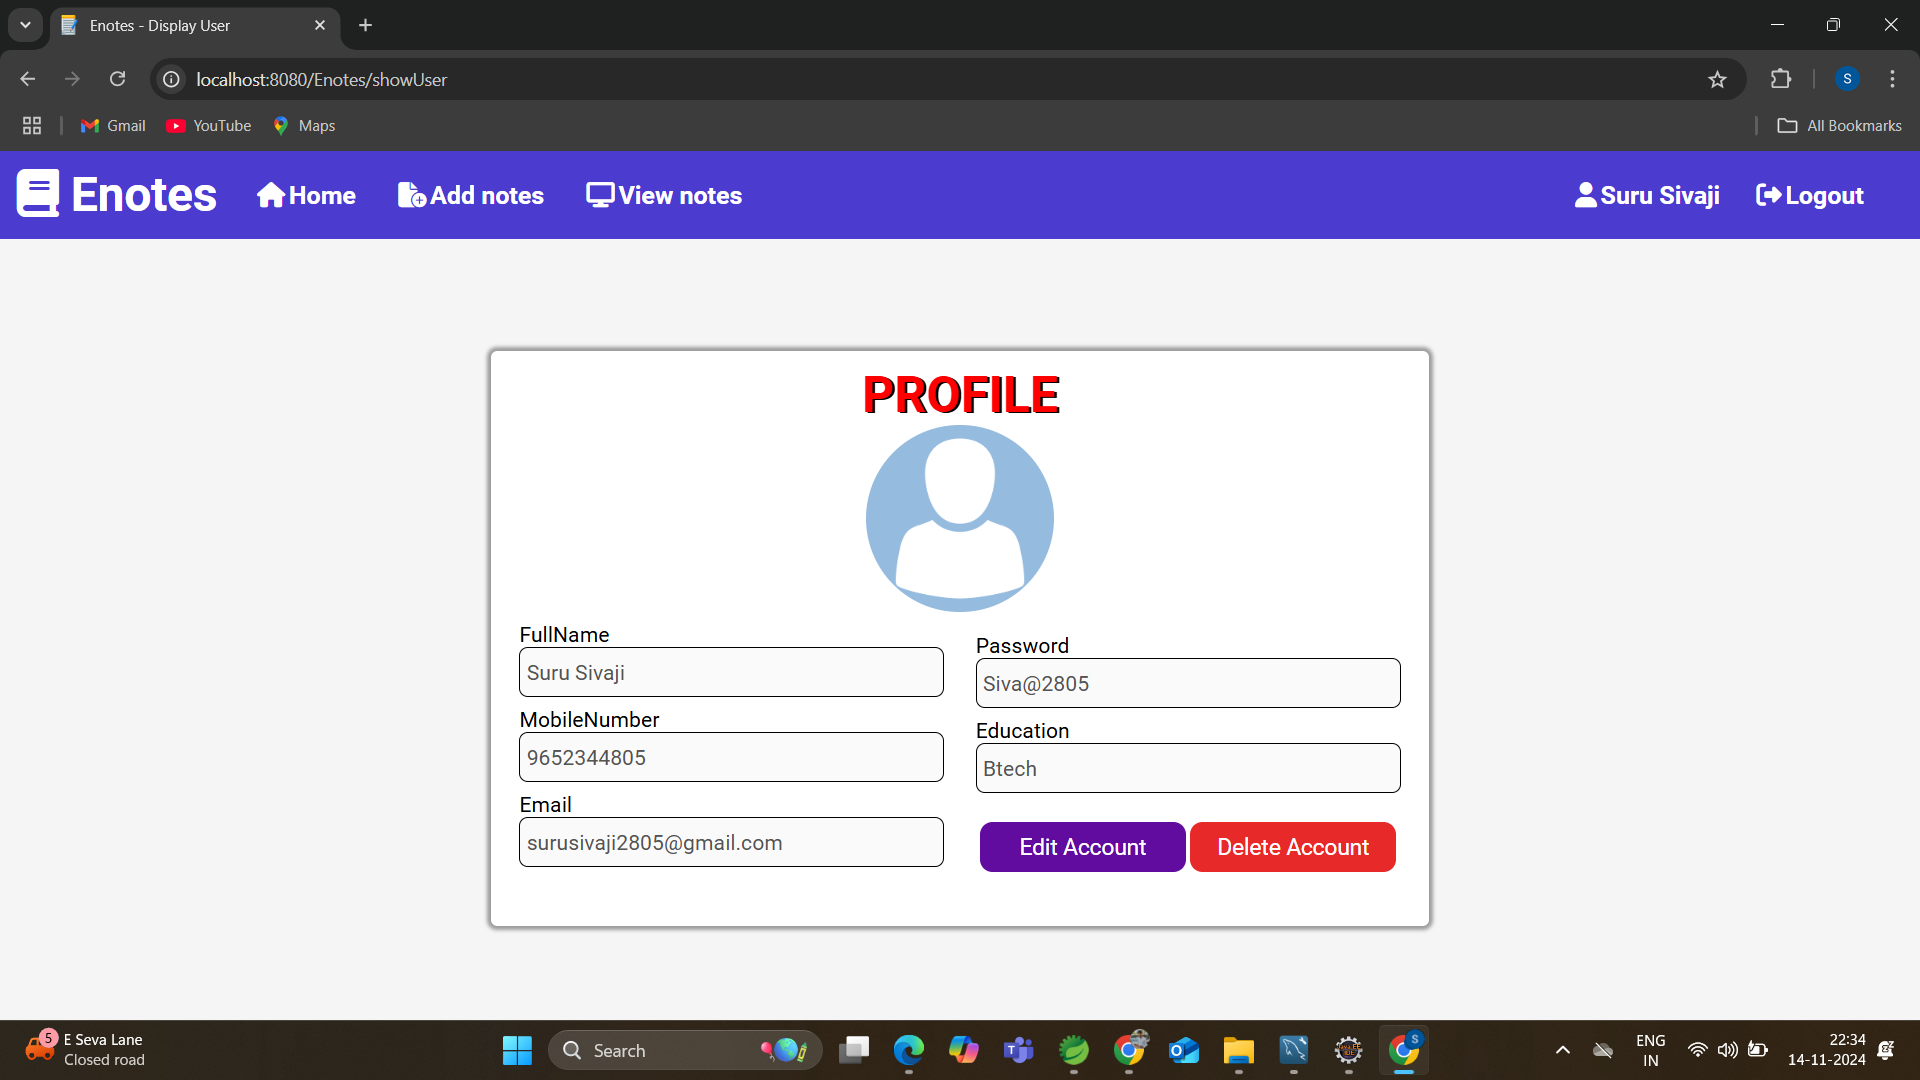 Enotes - Display User
localhost:8080/Enotes/showUser
S
Gmail YouTube Maps All Bookmarks
Enotes Home Add notes View notes Suru Sivaji Logout
PROFILE
FullName
Suru Sivaji
MobileNumber
9652344805
Email
surusivaji2805@gmail.com
Password
Siva@2805
Education
Btech
Edit Account Delete Account
5
E Seva Lane
Closed road
Search
S
ENG
IN
22:34
14-11-2024